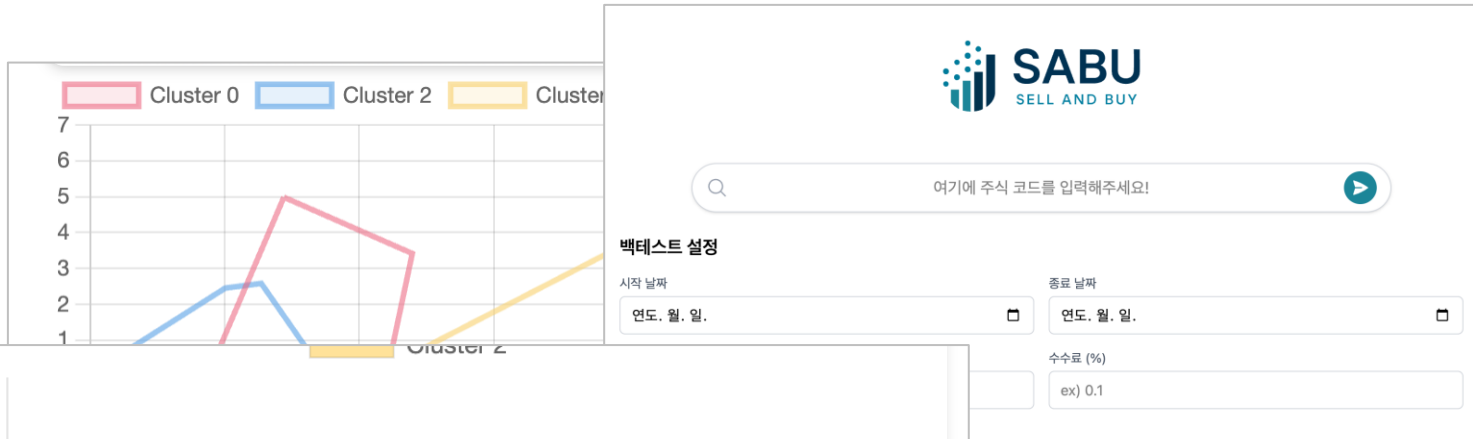 Cluster 0 Cluster 2 Cluster
7
6
5
4
3
2
1
Cluster 2
SABU
SELL AND BUY
여기에 주식 코드를 입력해주세요!
백테스트 설정
시작 날짜 종료 날짜
연도. 월. 일. 연도. 월. 일.
수수료 (%)
ex) 0.1